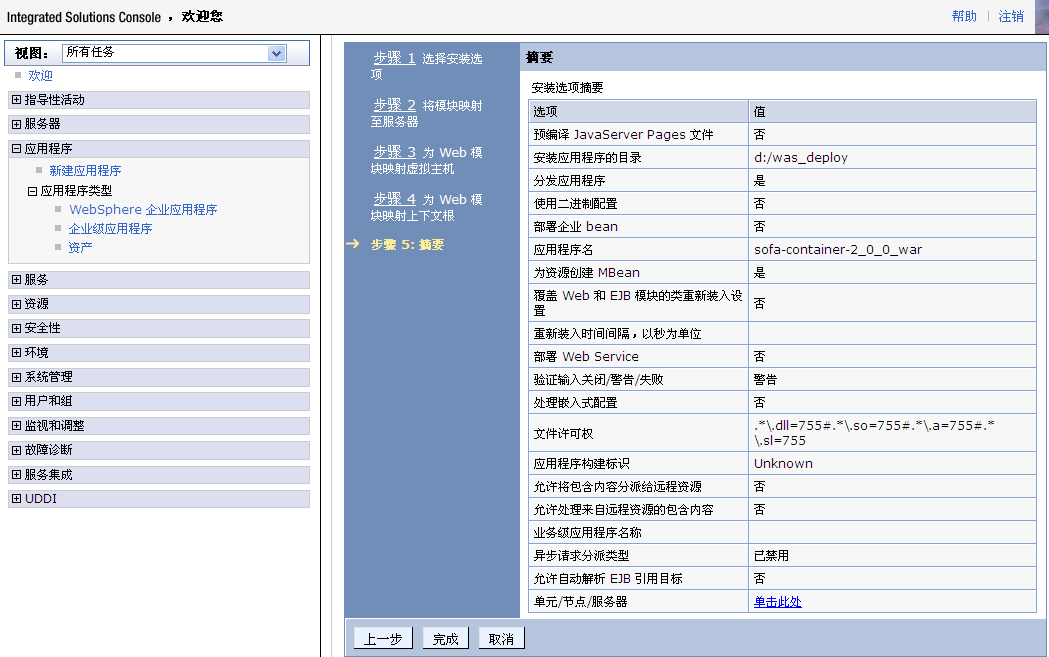 Integrated Solutions Console ，欢迎您
帮助 | 注销
视图： 所有任务
欢迎
指导性活动
服务器
应用程序
新建应用程序
应用程序类型
WebSphere 企业应用程序
企业级应用程序
资产
服务
资源
安全性
环境
系统管理
用户和组
监视和调整
故障诊断
服务集成
UDDI
步骤 1 选择安装选
项
步骤 2 将模块映射
至服务器
步骤 3 为 Web 模
块映射虚拟主机
步骤 4 为 Web 模
块映射上下文根
步骤 5: 摘要
摘要
安装选项摘要
选项 值
预编译 JavaServer Pages 文件 否
安装应用程序的目录 d:/was_deploy
分发应用程序 是
使用二进制配置 否
部署企业 bean 否
应用程序名 sofa-container-2_0_0_war
为资源创建 MBean 是
覆盖 Web 和 EJB 模块的类重新装入设
置 否
重新装入时间间隔，以秒为单位
部署 Web Service 否
验证输入关闭/警告/失败 警告
处理嵌入式配置 否
文件许可权 .*\.dll=755#.*\.so=755#.*\.a=755#.*
\.sl=755
应用程序构建标识 Unknown
允许将包含内容分派给远程资源 否
允许处理来自远程资源的包含内容 否
业务级应用程序名称
异步请求分派类型 已禁用
允许自动解析 EJB 引用目标 否
单元/节点/服务器 单击此处
上一步 完成 取消